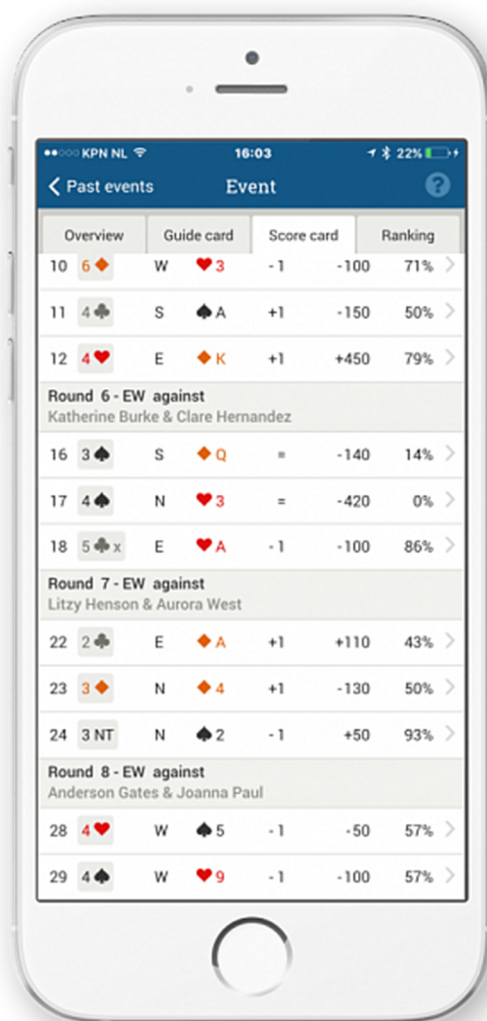 KPN NL 16:03 22%
Past events Event ?
Overview Guide card Score card Ranking
10 6♦ W ♥3 -1 -100 71%
11 4♣ S ♠A +1 -150 50%
12 4♥ E ♦K +1 +450 79%
Round 6 - EW against
Katherine Burke & Clare Hernandez
16 3♠ S ♦Q = -140 14%
17 4♠ N ♥3 = -420 0%
18 5♣x E ♥A -1 -100 86%
Round 7 - EW against
Litzy Henson & Aurora West
22 2♣ E ♦A +1 +110 43%
23 3♦ N ♦4 +1 -130 50%
24 3 NT N ♠2 -1 +50 93%
Round 8 - EW against
Anderson Gates & Joanna Paul
28 4♥ W ♠5 -1 -50 57%
29 4♠ W ♥9 -1 -100 57%